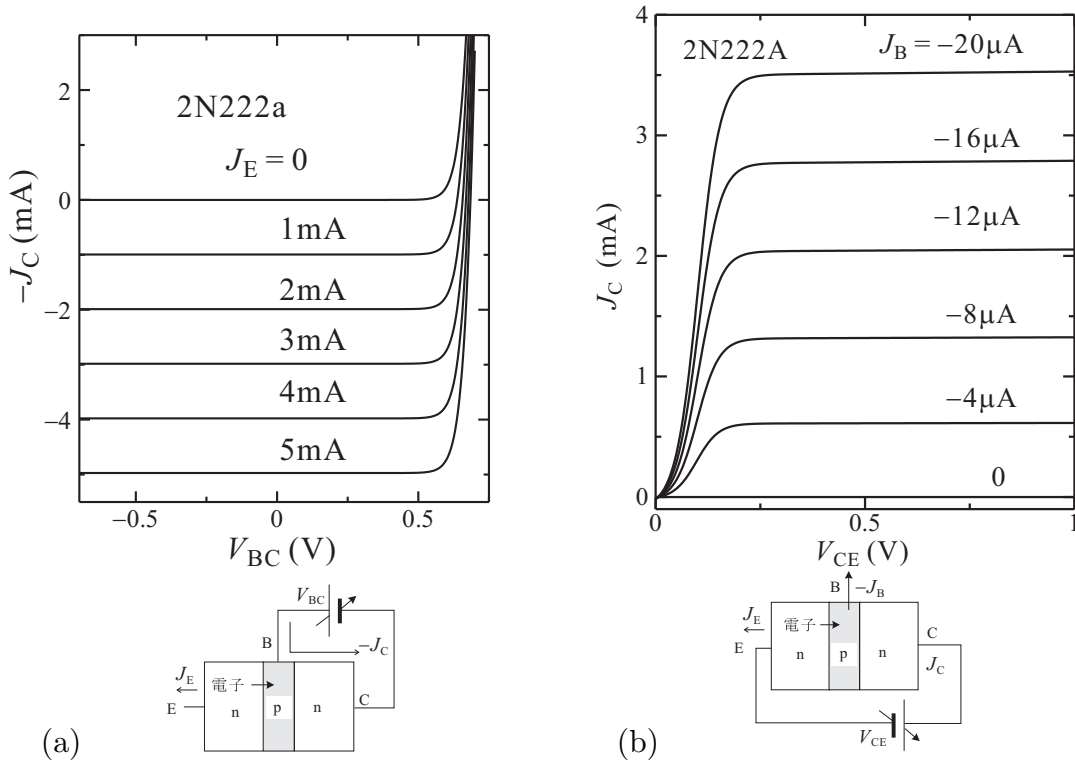 2N222a
J_E = 0
1mA
2mA
3mA
4mA
5mA
2
0
−2
−4
−J_C (mA)
−0.5
0
0.5
V_BC (V)
V_BC
B
−J_C
J_E
電子
E
n
p
n
C
(a)
2N222A
J_B = −20μA
−16μA
−12μA
−8μA
−4μA
0
4
3
2
1
0
J_C (mA)
0
0.5
1
V_CE (V)
B
−J_B
J_E
電子
E
n
p
n
C
J_C
V_CE
(b)